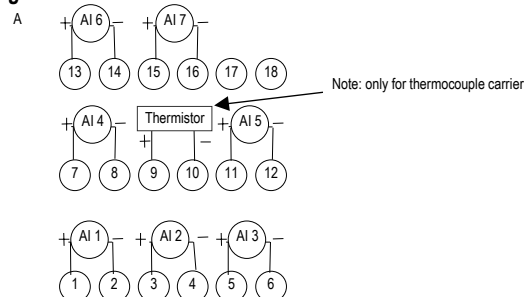 A
+ AI 6 − + AI 7 −
13 14 15 16 17 18
Note: only for thermocouple carrier
+ AI 4 − Thermistor + AI 5 −
+ −
7 8 9 10 11 12
+ AI 1 − + AI 2 − + AI 3 −
1 2 3 4 5 6